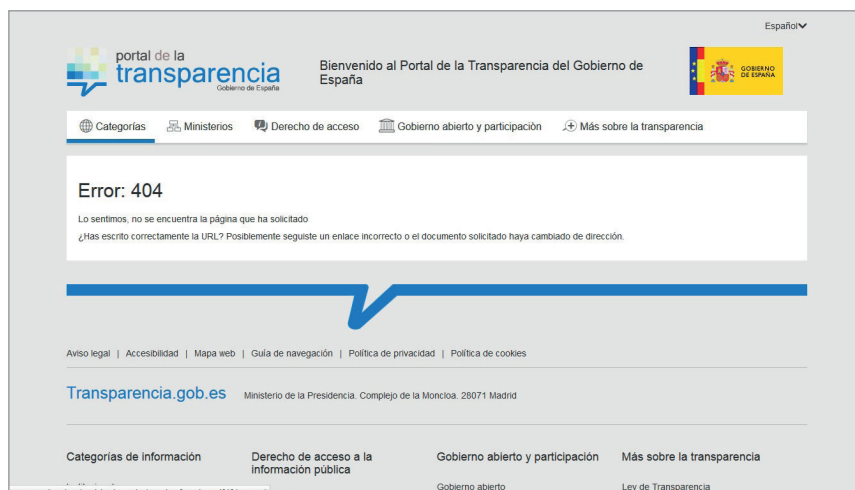 Español
portal de la
transparencia
Gobierno de España
Bienvenido al Portal de la Transparencia del Gobierno de
España
GOBIERNO
DE ESPAÑA
Categorías Ministerios Derecho de acceso Gobierno abierto y participaciòn Más sobre la transparencia
Error: 404
Lo sentimos, no se encuentra la página que ha solicitado
¿Has escrito correctamente la URL? Posiblemente seguiste un enlace incorrecto o el documento solicitado haya cambiado de dirección.
Aviso legal | Accesibilidad | Mapa web | Guía de navegación | Política de privacidad | Política de cookies
Transparencia.gob.es Ministerio de la Presidencia. Complejo de la Moncloa. 28071 Madrid
Categorías de información Derecho de acceso a la Gobierno abierto y participación Más sobre la transparencia
información pública
Gobierno abierto Ley de Transparencia